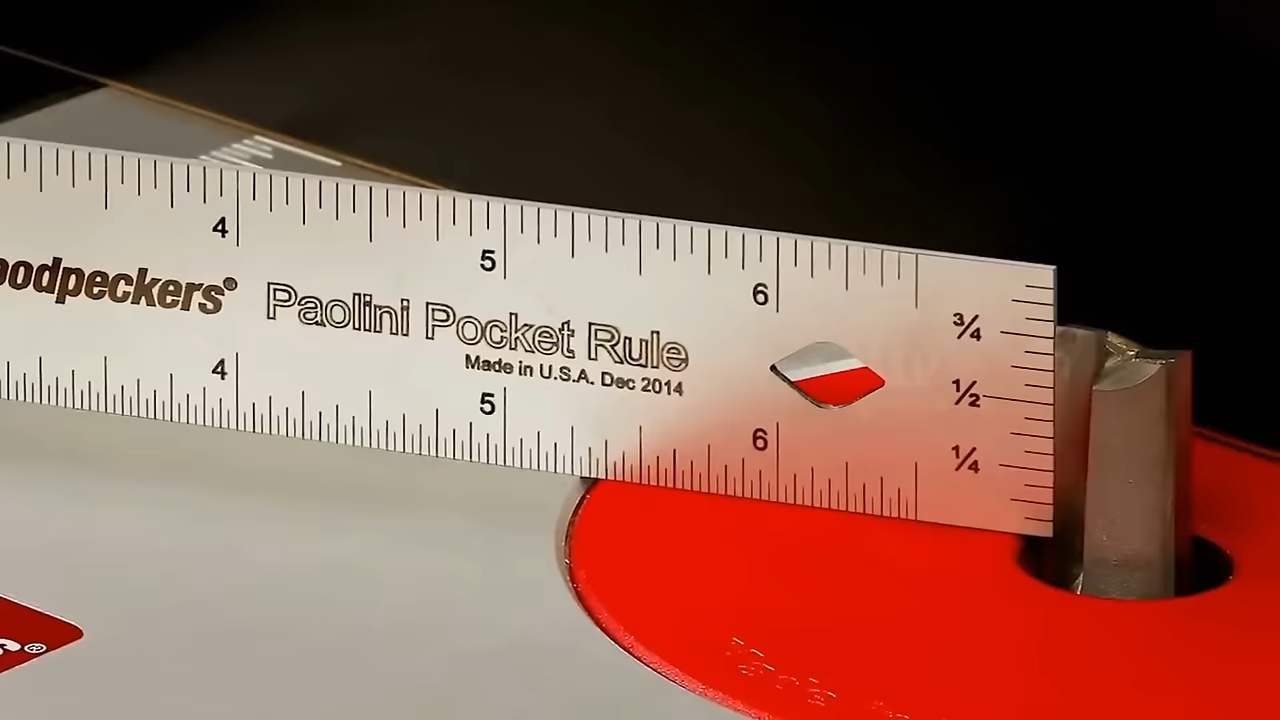 4 5 6
oodpeckers®
Paolini Pocket Rule
Made in U.S.A. Dec 2014
4 5 6
¾
½
¼
s®